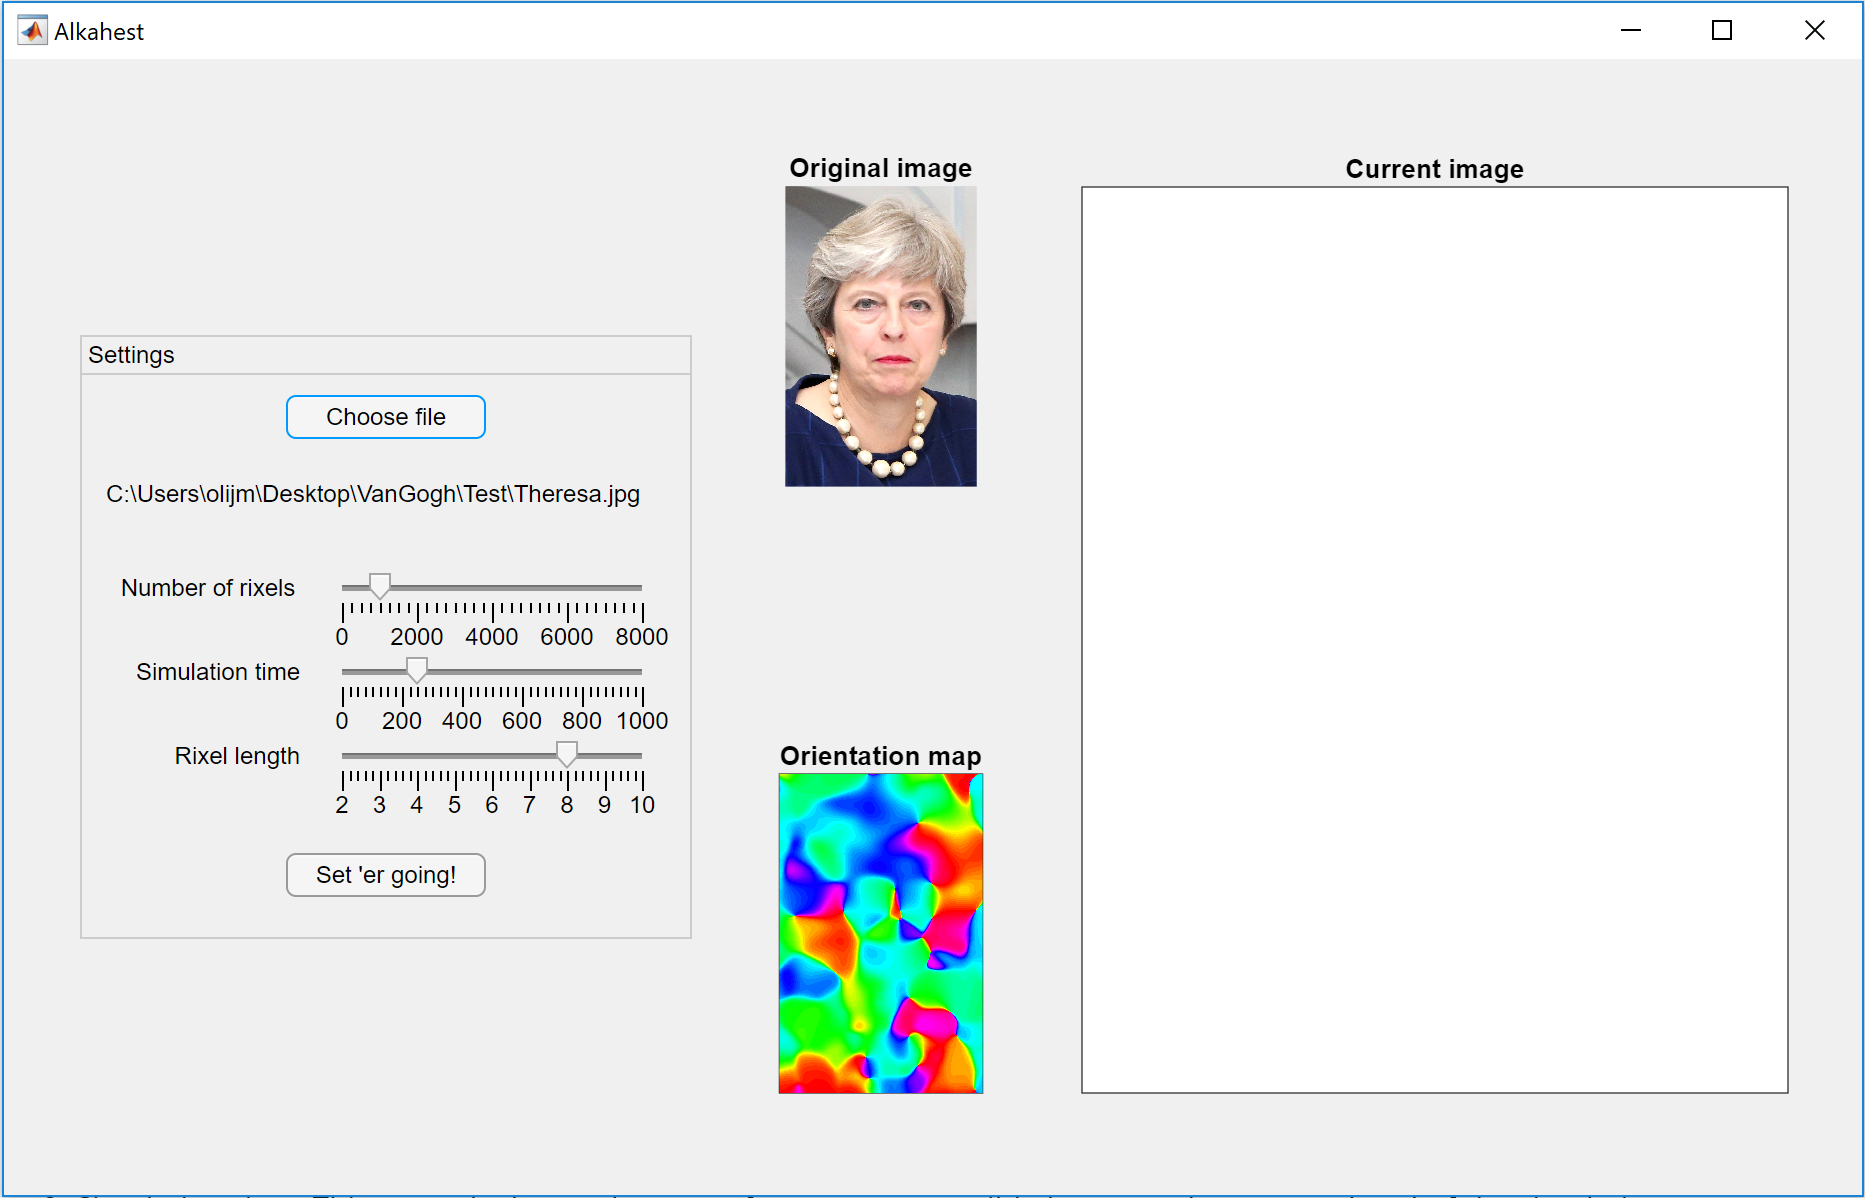 Alkahest
Original image
Current image
Settings
Choose file
C:\Users\olijm\Desktop\VanGogh\Test\Theresa.jpg
Number of rixels
0 2000 4000 6000 8000
Simulation time
0 200 400 600 800 1000
Rixel length
2 3 4 5 6 7 8 9 10
Set 'er going!
Orientation map